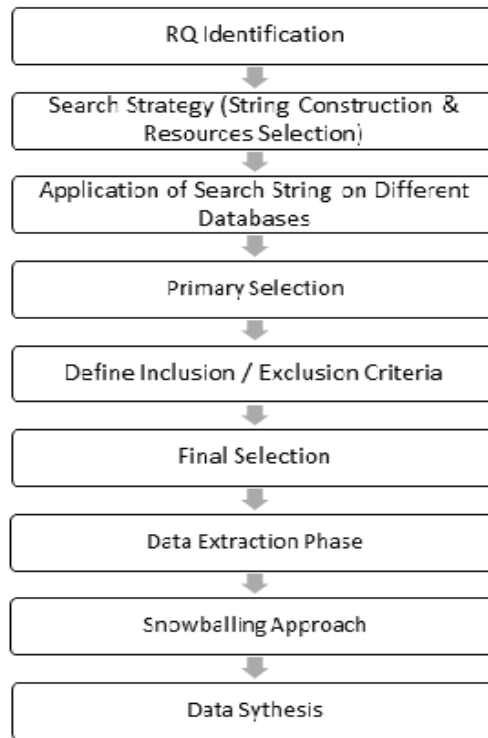 RQ Identification
Search Strategy (String Construction &
Resources Selection)
Application of Search String on Different
Databases
Primary Selection
Define Inclusion / Exclusion Criteria
Final Selection
Data Extraction Phase
Snowballing Approach
Data Sythesis